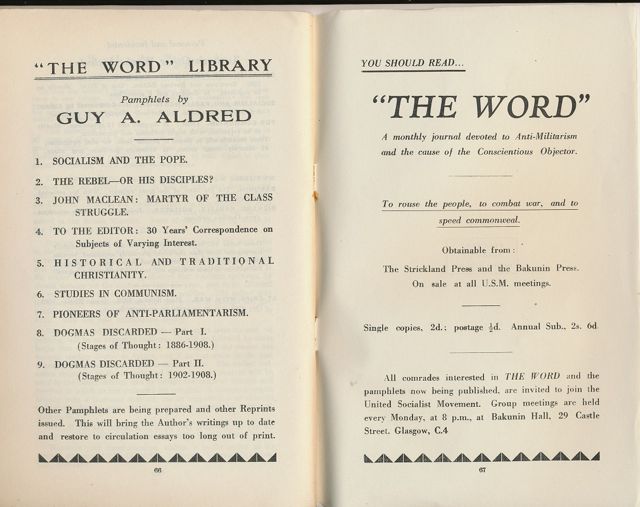 "THE WORD" LIBRARY
Pamphlets by
GUY A. ALDRED
1. SOCIALISM AND THE POPE.
2. THE REBEL—OR HIS DISCIPLES?
3. JOHN MACLEAN: MARTYR OF THE CLASS
STRUGGLE.
4. TO THE EDITOR: 30 Years' Correspondence on
Subjects of Varying Interest.
5. HISTORICAL AND TRADITIONAL
CHRISTIANITY.
6. STUDIES IN COMMUNISM.
7. PIONEERS OF ANTI-PARLIAMENTARISM.
8. DOGMAS DISCARDED — Part I.
(Stages of Thought: 1886-1908.)
9. DOGMAS DISCARDED — Part II.
(Stages of Thought: 1902-1908.)
Other Pamphlets are being prepared and other Reprints
issued. This will bring the Author's writings up to date
and restore to circulation essays too long out of print.
66
YOU SHOULD READ...
"THE WORD"
A monthly journal devoted to Anti-Militarism
and the cause of the Conscientious Objector.
To rouse the people, to combat war, and to
speed commonweal.
Obtainable from:
The Strickland Press and the Bakunin Press.
On sale at all U.S.M. meetings.
Single copies, 2d.; postage ½d. Annual Sub., 2s. 6d.
All comrades interested in THE WORD and the
pamphlets now being published, are invited to join the
United Socialist Movement. Group meetings are held
every Monday, at 8 p.m., at Bakunin Hall, 29 Castle
Street. Glasgow, C.4
67